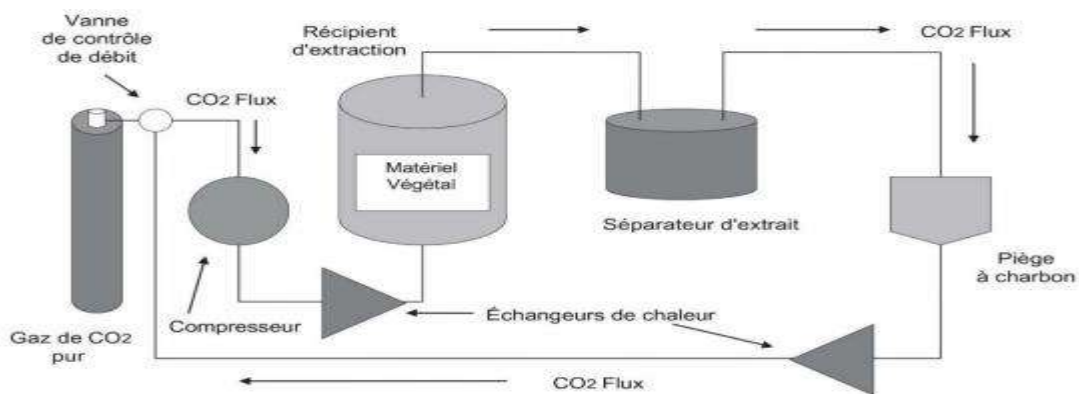 Vanne
de contrôle
de débit
Récipient
d'extraction
CO2 Flux
CO2 Flux
Matériel
Végétal
Séparateur d'extrait
Piège
à charbon
Gaz de CO2
pur
Compresseur
Échangeurs de chaleur
CO2 Flux